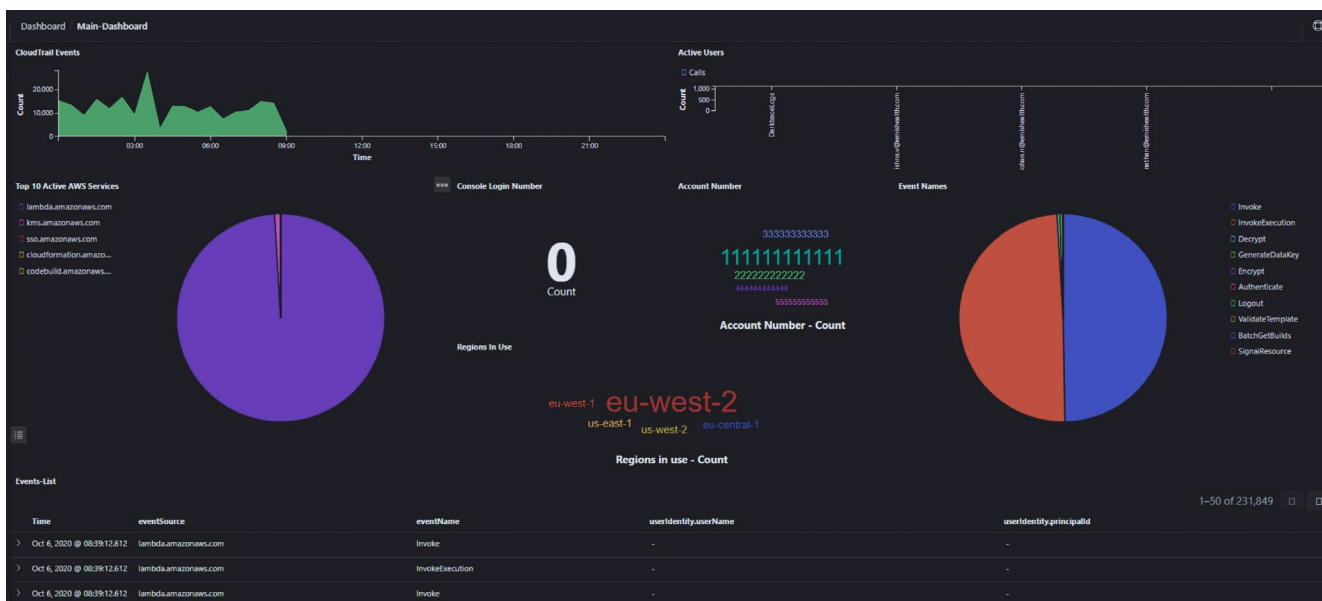 Dashboard Main-Dashboard
CloudTrail Events
Count
20,000
10,000
0
03:00 06:00 09:00 12:00 15:00 18:00 21:00
Time
Active Users
Calls
Count
1,000
500
0
Top 10 Active AWS Services
lambda.amazonaws.com
kms.amazonaws.com
sso.amazonaws.com
cloudformation.amazo...
codebuild.amazonaws....
Console Login Number
0
Count
Account Number
333333333333
111111111111
222222222222
444444444444
555555555555
Account Number - Count
Regions In Use
eu-west-1 eu-west-2
us-east-1 us-west-2 eu-central-1
Regions in use - Count
Event Names
Invoke
InvokeExecution
Decrypt
GenerateDataKey
Encrypt
Authenticate
Logout
ValidateTemplate
BatchGetBuilds
SignalResource
Events-List
1–50 of 231,849
Time eventSource eventName userIdentity.userName userIdentity.principalId
Oct 6, 2020 @ 08:39:12.612 lambda.amazonaws.com Invoke - -
Oct 6, 2020 @ 08:39:12.612 lambda.amazonaws.com InvokeExecution - -
Oct 6, 2020 @ 08:39:12.612 lambda.amazonaws.com Invoke - -